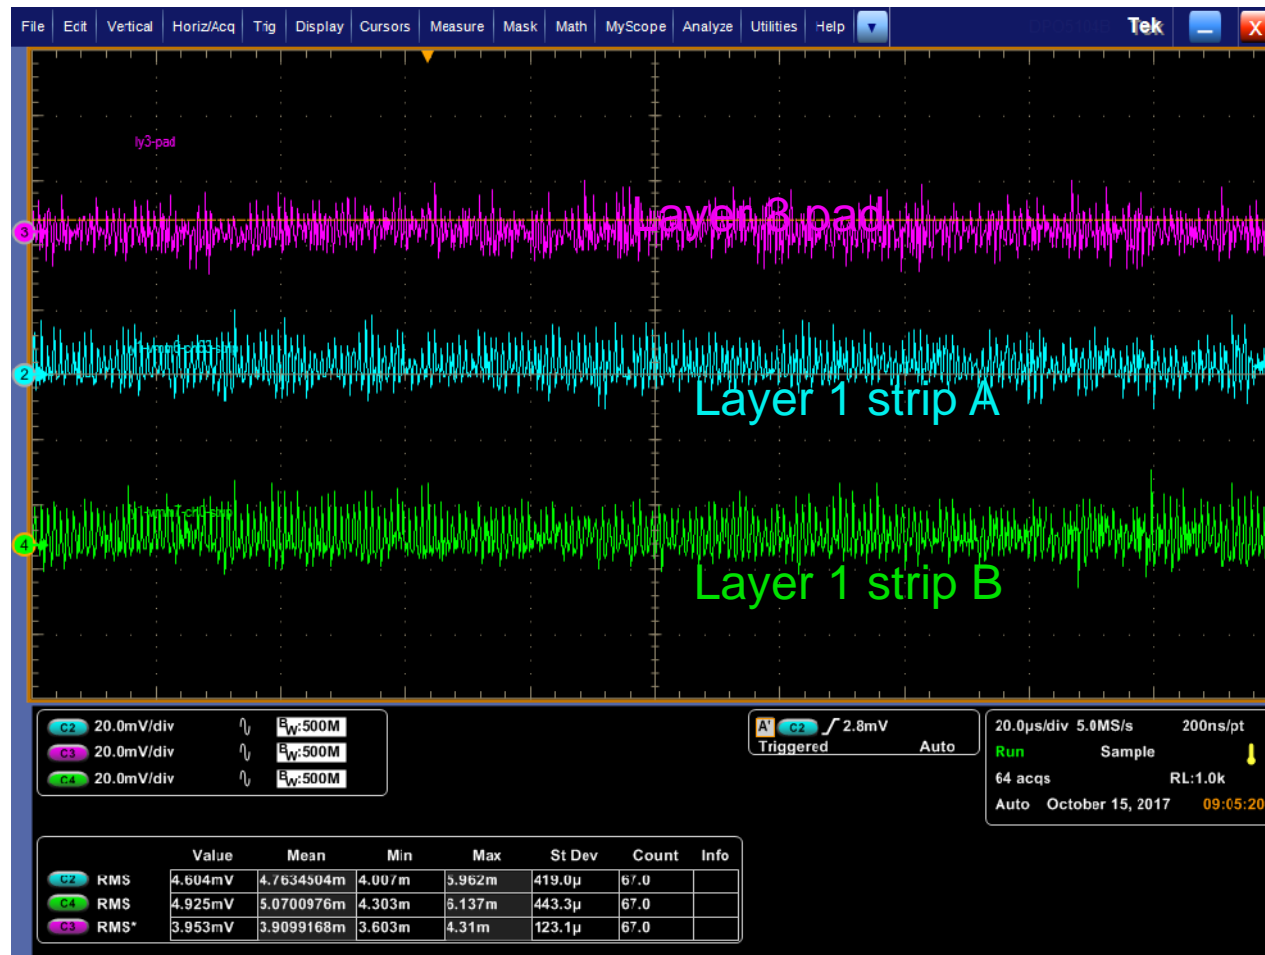 File Edit Vertical Horiz/Acq Trig Display Cursors Measure Mask Math MyScope Analyze Utilities Help Tek X
ly3-pad
3
Layer 3 pad
2
Layer 1 strip A
4
Layer 1 strip B
C2 20.0mV/div BW:500M
C3 20.0mV/div BW:500M
C4 20.0mV/div BW:500M
A' C2 2.8mV
Triggered Auto
20.0µs/div 5.0MS/s 200ns/pt
Run Sample
64 acqs RL:1.0k
Auto October 15, 2017 09:05:20
Value Mean Min Max St Dev Count Info
C2 RMS 4.604mV 4.7634504m 4.007m 5.962m 419.0µ 67.0
C4 RMS 4.925mV 5.0700976m 4.303m 6.137m 443.3µ 67.0
C3 RMS* 3.953mV 3.9099168m 3.603m 4.31m 123.1µ 67.0